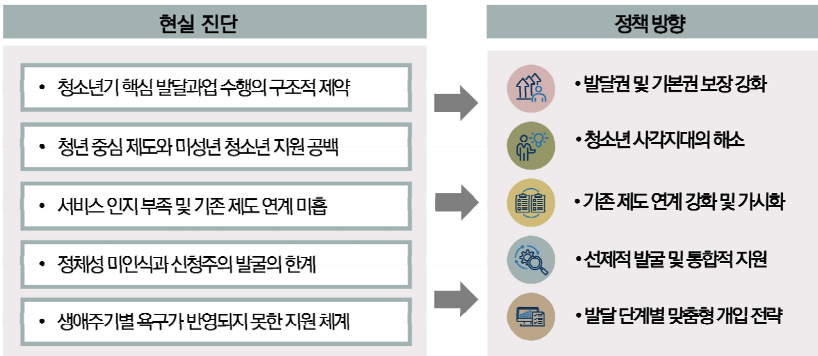 현실 진단
• 청소년기 핵심 발달과업 수행의 구조적 제약
• 청년 중심 제도와 미성년 청소년 지원 공백
• 서비스 인지 부족 및 기존 제도 연계 미흡
• 정체성 미인식과 신청주의 발굴의 한계
• 생애주기별 욕구가 반영되지 못한 지원 체계
정책 방향
• 발달권 및 기본권 보장 강화
• 청소년 사각지대의 해소
• 기존 제도 연계 강화 및 가시화
• 선제적 발굴 및 통합적 지원
• 발달 단계별 맞춤형 개입 전략